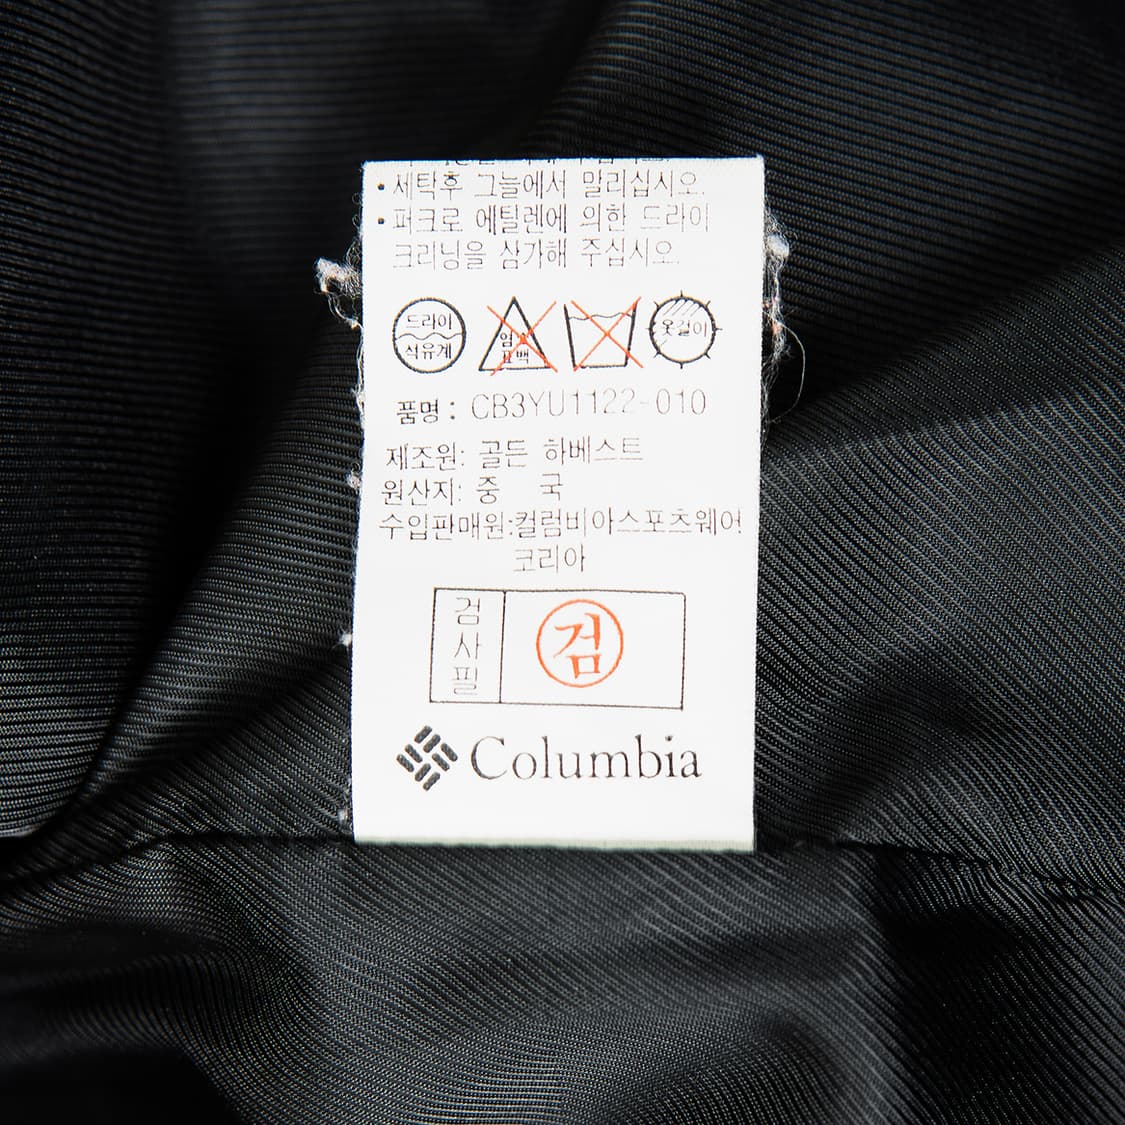 • 세탁후 그늘에서 말리십시오.
• 퍼크로 에틸렌에 의한 드라이
크리닝을 삼가해 주십시오.
드라이
석유계
염소
표백
옷걸이
품명: CB3YU1122-010
제조원: 골든 하베스트
원산지: 중 국
수입판매원:컬럼비아스포츠웨어
코리아
검
사
필
검
Columbia